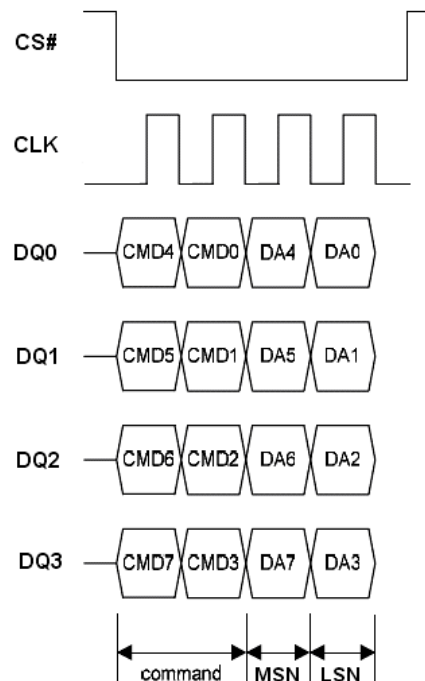 CS#
CLK
DQ0 CMD4 CMD0 DA4 DA0
DQ1 CMD5 CMD1 DA5 DA1
DQ2 CMD6 CMD2 DA6 DA2
DQ3 CMD7 CMD3 DA7 DA3
command MSN LSN